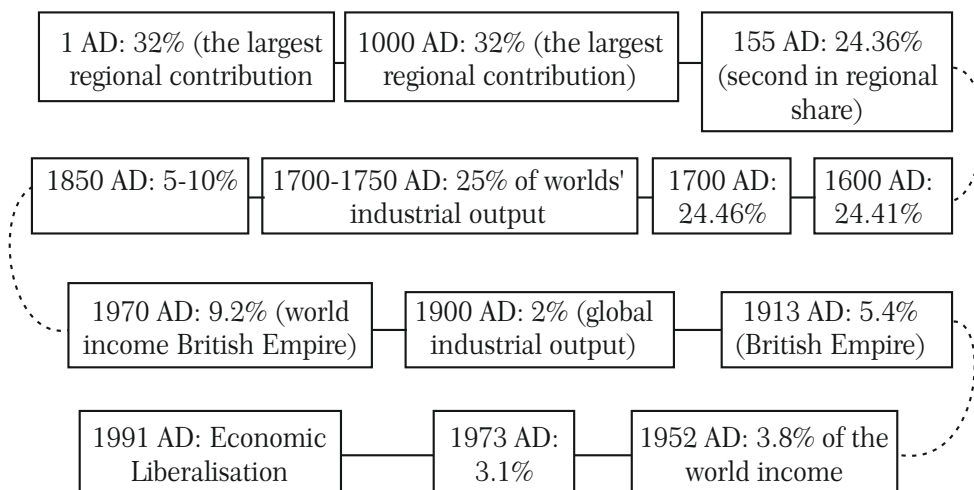 1 AD: 32% (the largest
regional contribution
1000 AD: 32% (the largest
regional contribution)
155 AD: 24.36%
(second in regional
share)
1850 AD: 5-10%
1700-1750 AD: 25% of worlds'
industrial output
1700 AD:
24.46%
1600 AD:
24.41%
1970 AD: 9.2% (world
income British Empire)
1900 AD: 2% (global
industrial output)
1913 AD: 5.4%
(British Empire)
1991 AD: Economic
Liberalisation
1973 AD:
3.1%
1952 AD: 3.8% of the
world income